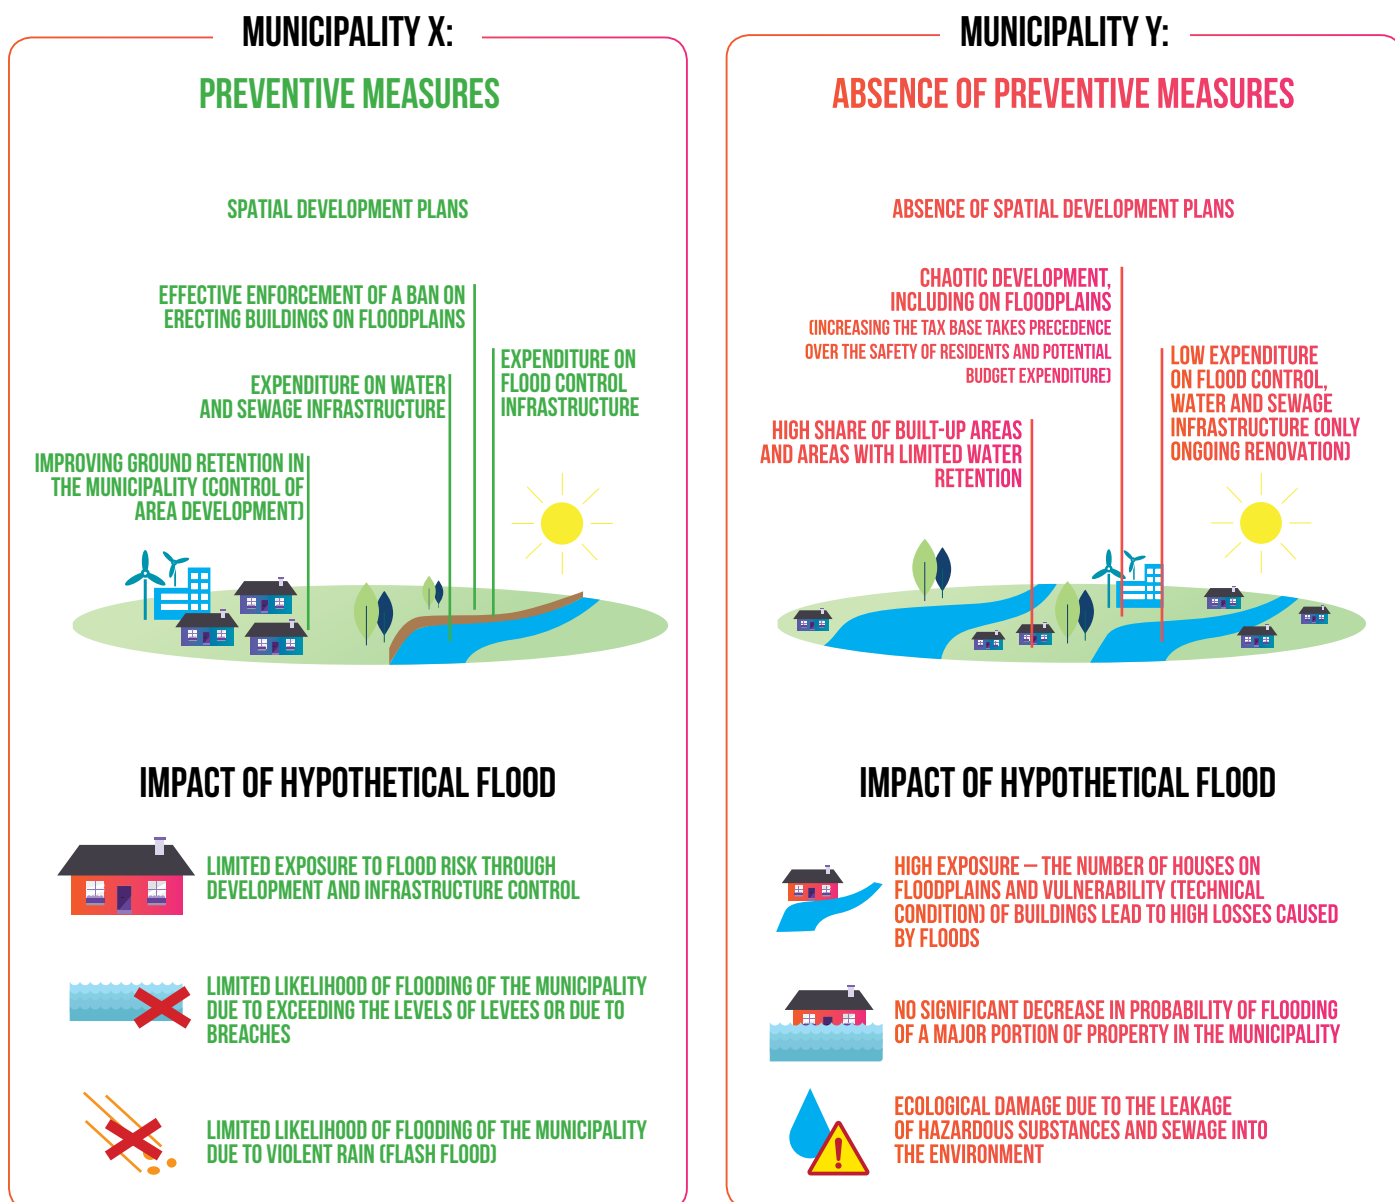 MUNICIPALITY X:
PREVENTIVE MEASURES
SPATIAL DEVELOPMENT PLANS
EFFECTIVE ENFORCEMENT OF A BAN ON
ERECTING BUILDINGS ON FLOODPLAINS
EXPENDITURE ON
FLOOD CONTROL
INFRASTRUCTURE
EXPENDITURE ON WATER
AND SEWAGE INFRASTRUCTURE
IMPROVING GROUND RETENTION IN
THE MUNICIPALITY (CONTROL OF
AREA DEVELOPMENT)
IMPACT OF HYPOTHETICAL FLOOD
LIMITED EXPOSURE TO FLOOD RISK THROUGH
DEVELOPMENT AND INFRASTRUCTURE CONTROL
LIMITED LIKELIHOOD OF FLOODING OF THE MUNICIPALITY
DUE TO EXCEEDING THE LEVELS OF LEVEES OR DUE TO
BREACHES
LIMITED LIKELIHOOD OF FLOODING OF THE MUNICIPALITY
DUE TO VIOLENT RAIN (FLASH FLOOD)
MUNICIPALITY Y:
ABSENCE OF PREVENTIVE MEASURES
ABSENCE OF SPATIAL DEVELOPMENT PLANS
CHAOTIC DEVELOPMENT,
INCLUDING ON FLOODPLAINS
(INCREASING THE TAX BASE TAKES PRECEDENCE
OVER THE SAFETY OF RESIDENTS AND POTENTIAL
BUDGET EXPENDITURE)
LOW EXPENDITURE
ON FLOOD CONTROL,
WATER AND SEWAGE
INFRASTRUCTURE (ONLY
ONGOING RENOVATION)
HIGH SHARE OF BUILT-UP AREAS
AND AREAS WITH LIMITED WATER
RETENTION
IMPACT OF HYPOTHETICAL FLOOD
HIGH EXPOSURE – THE NUMBER OF HOUSES ON
FLOODPLAINS AND VULNERABILITY (TECHNICAL
CONDITION) OF BUILDINGS LEAD TO HIGH LOSSES CAUSED
BY FLOODS
NO SIGNIFICANT DECREASE IN PROBABILITY OF FLOODING
OF A MAJOR PORTION OF PROPERTY IN THE MUNICIPALITY
ECOLOGICAL DAMAGE DUE TO THE LEAKAGE
OF HAZARDOUS SUBSTANCES AND SEWAGE INTO
THE ENVIRONMENT